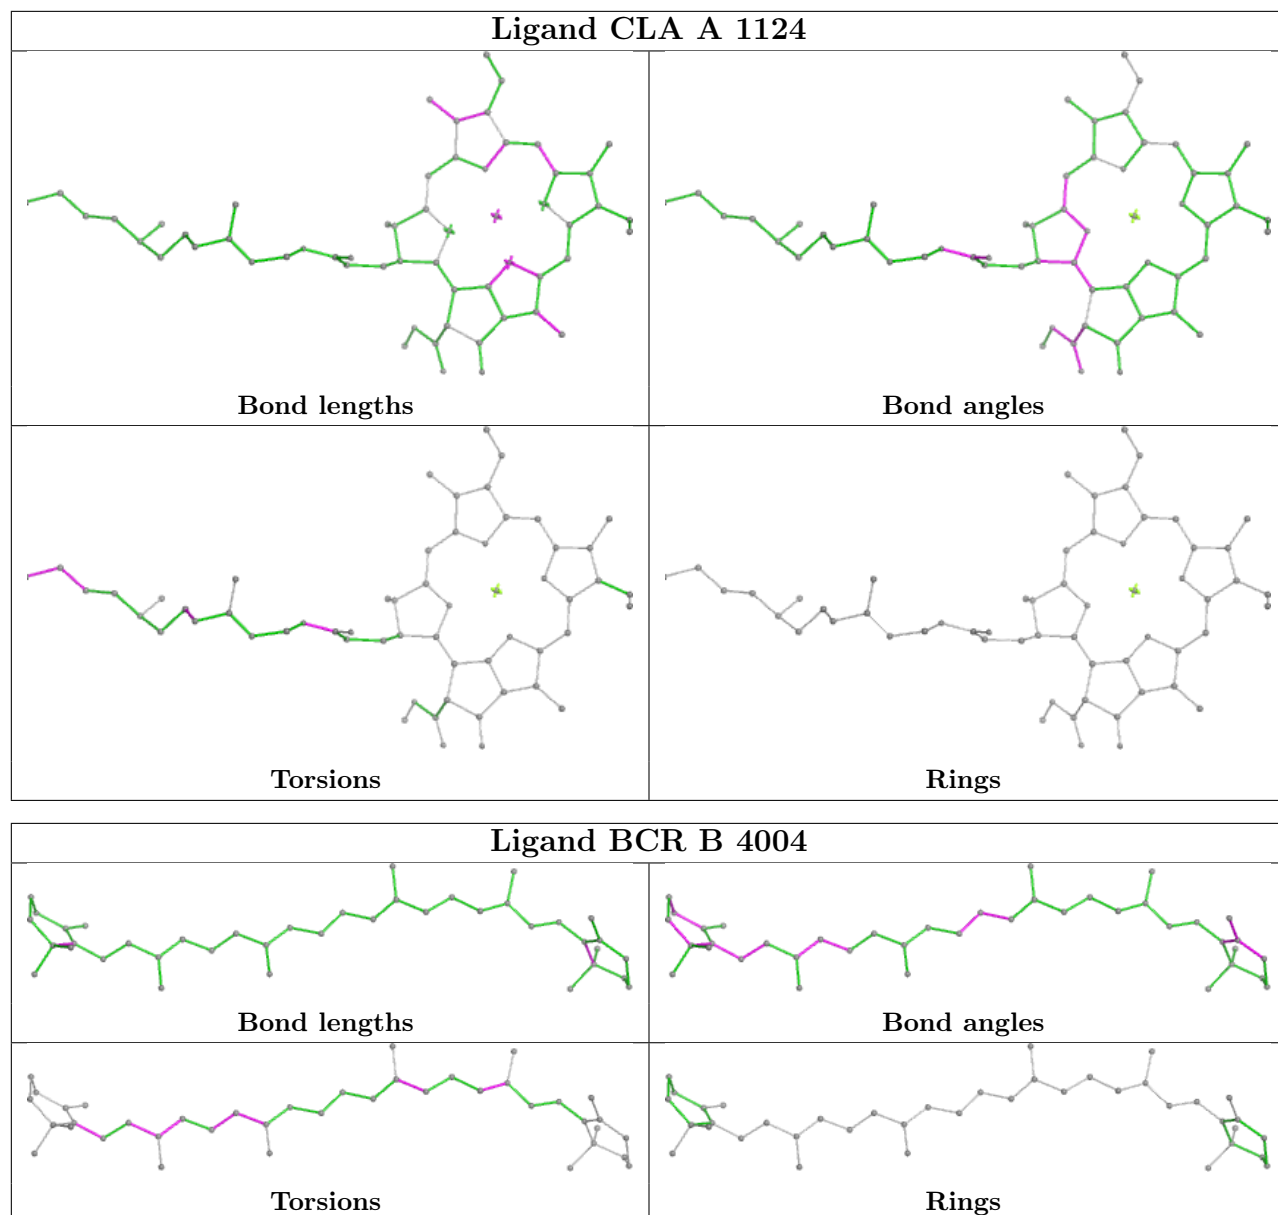 Ligand CLA A 1124
Bond lengths
Bond angles
Torsions
Rings
Ligand BCR B 4004
Bond lengths
Bond angles
Torsions
Rings